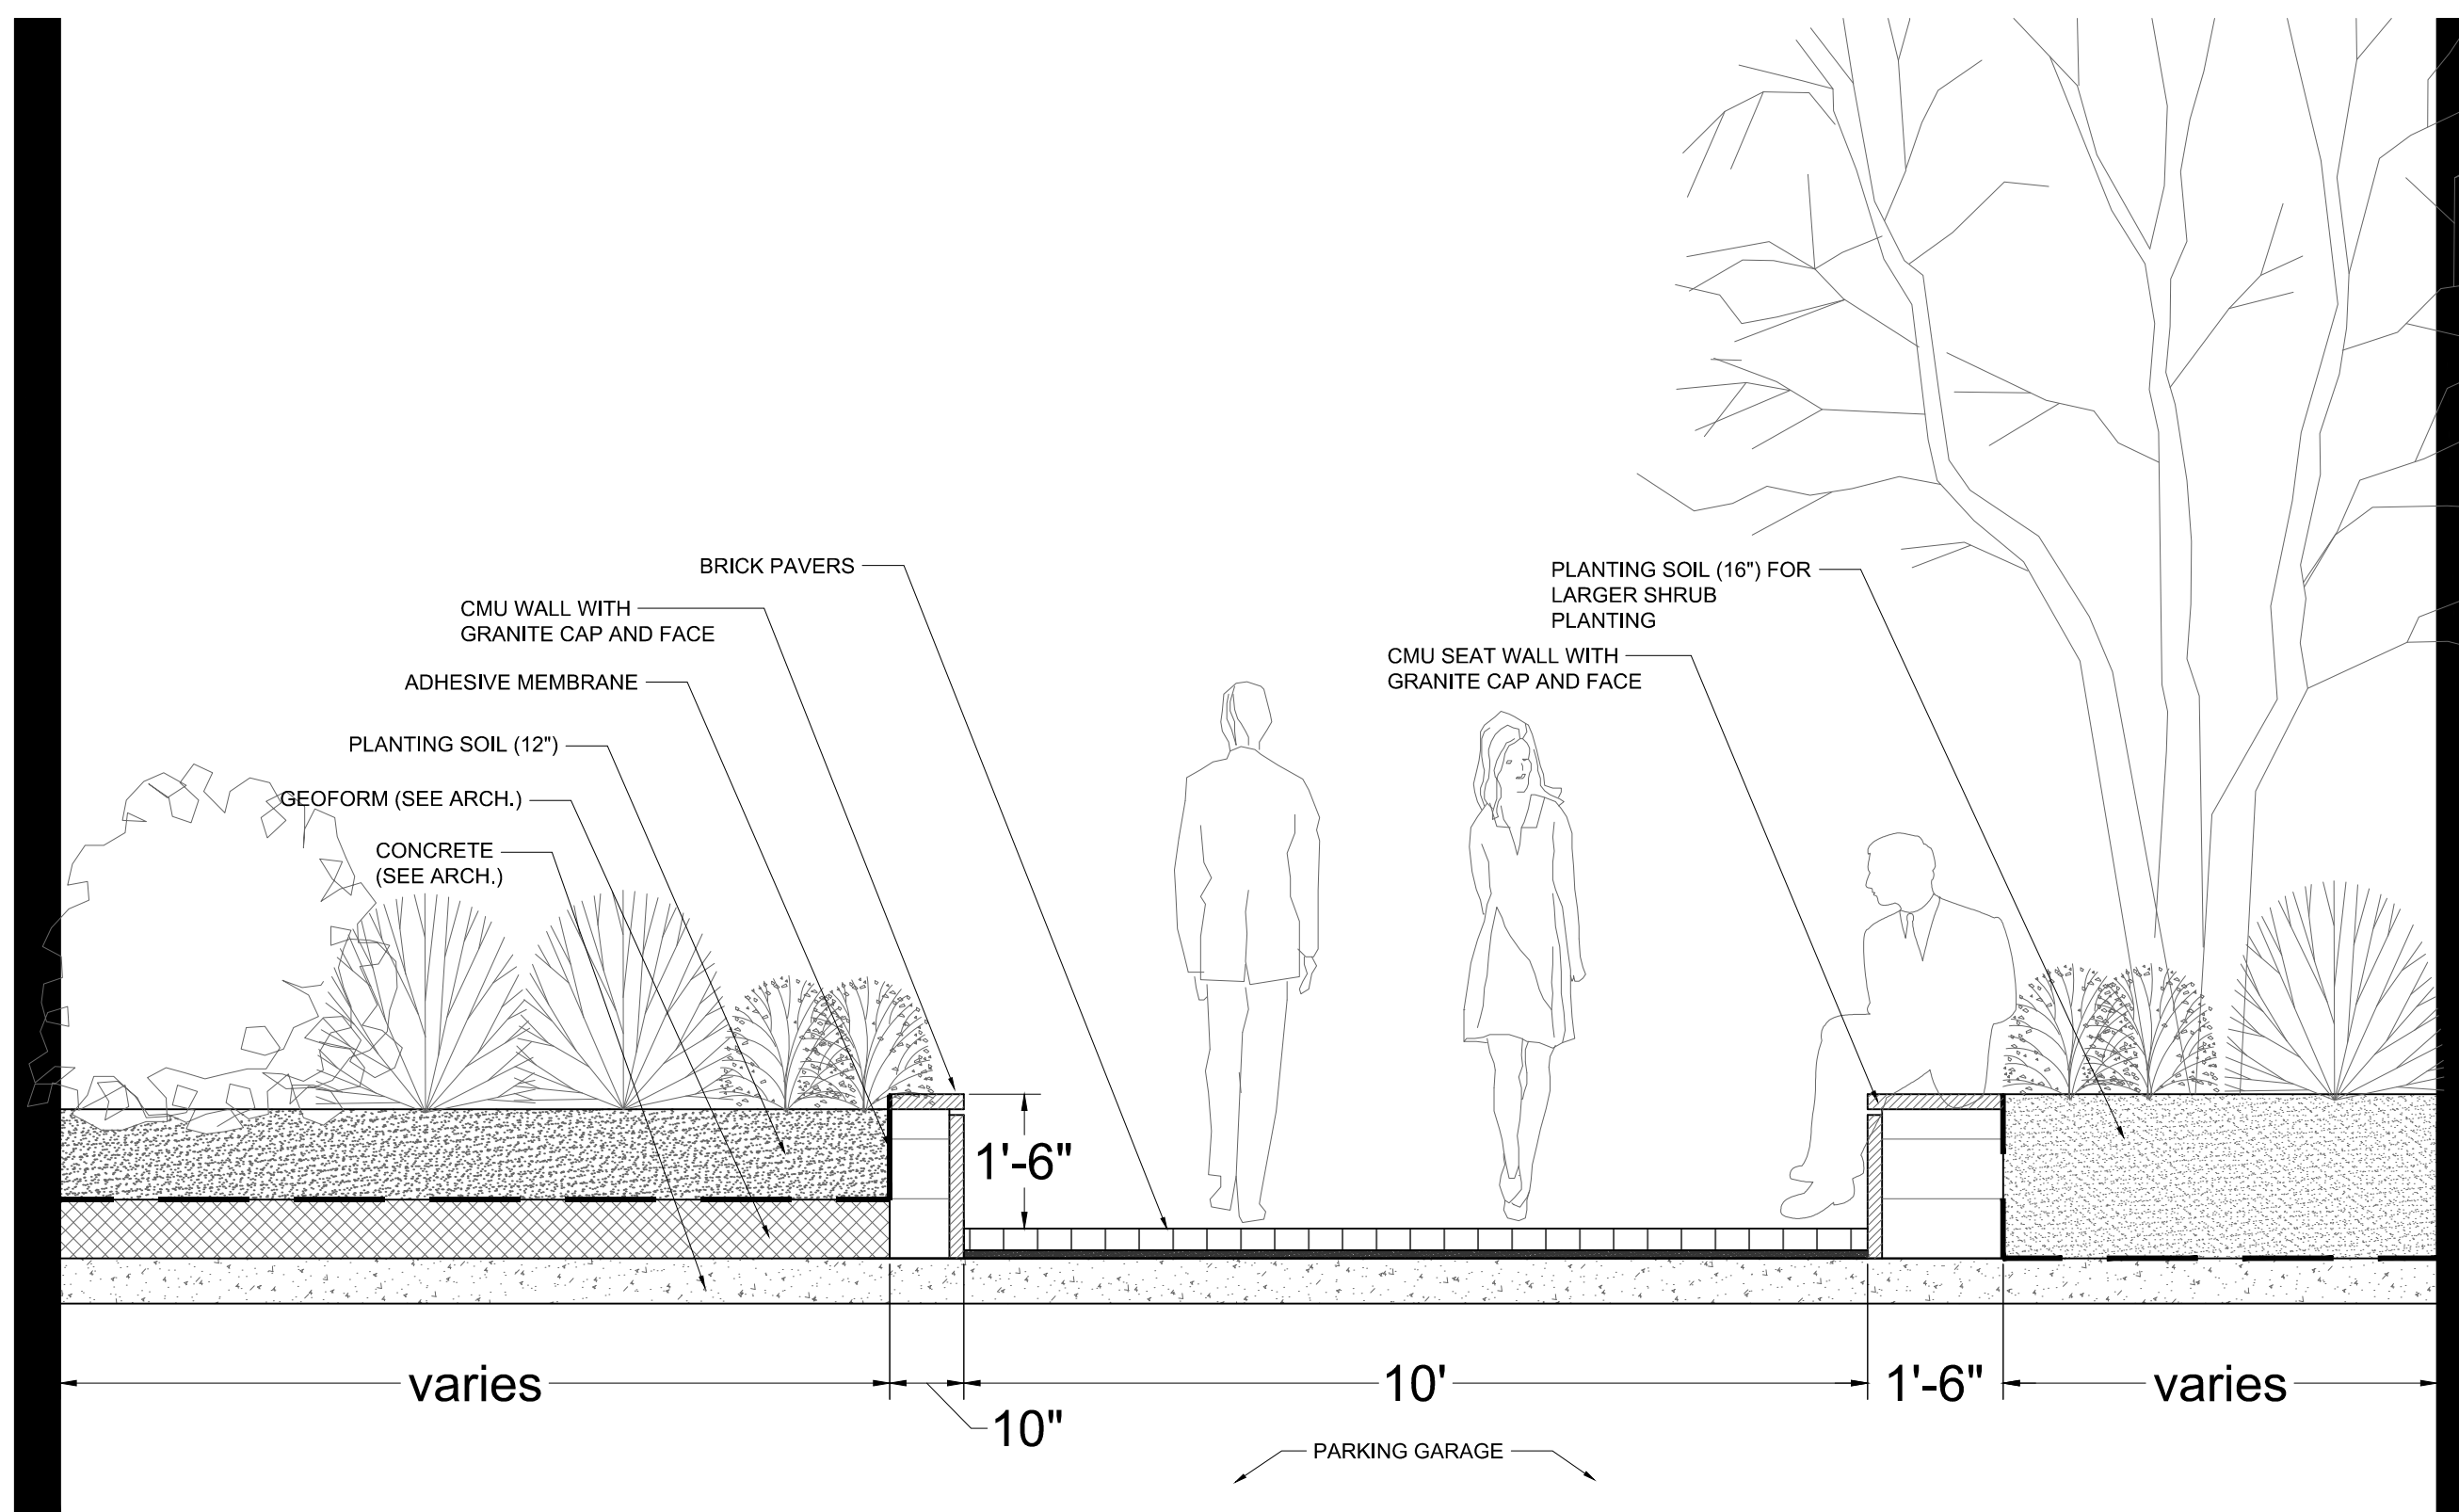 BRICK PAVERS
CMU WALL WITH
GRANITE CAP AND FACE
ADHESIVE MEMBRANE
PLANTING SOIL (12")
GEOFORM (SEE ARCH.)
CONCRETE
(SEE ARCH.)
PLANTING SOIL (16") FOR
LARGER SHRUB
PLANTING
CMU SEAT WALL WITH
GRANITE CAP AND FACE
1'-6"
varies
10"
10'
1'-6"
varies
PARKING GARAGE